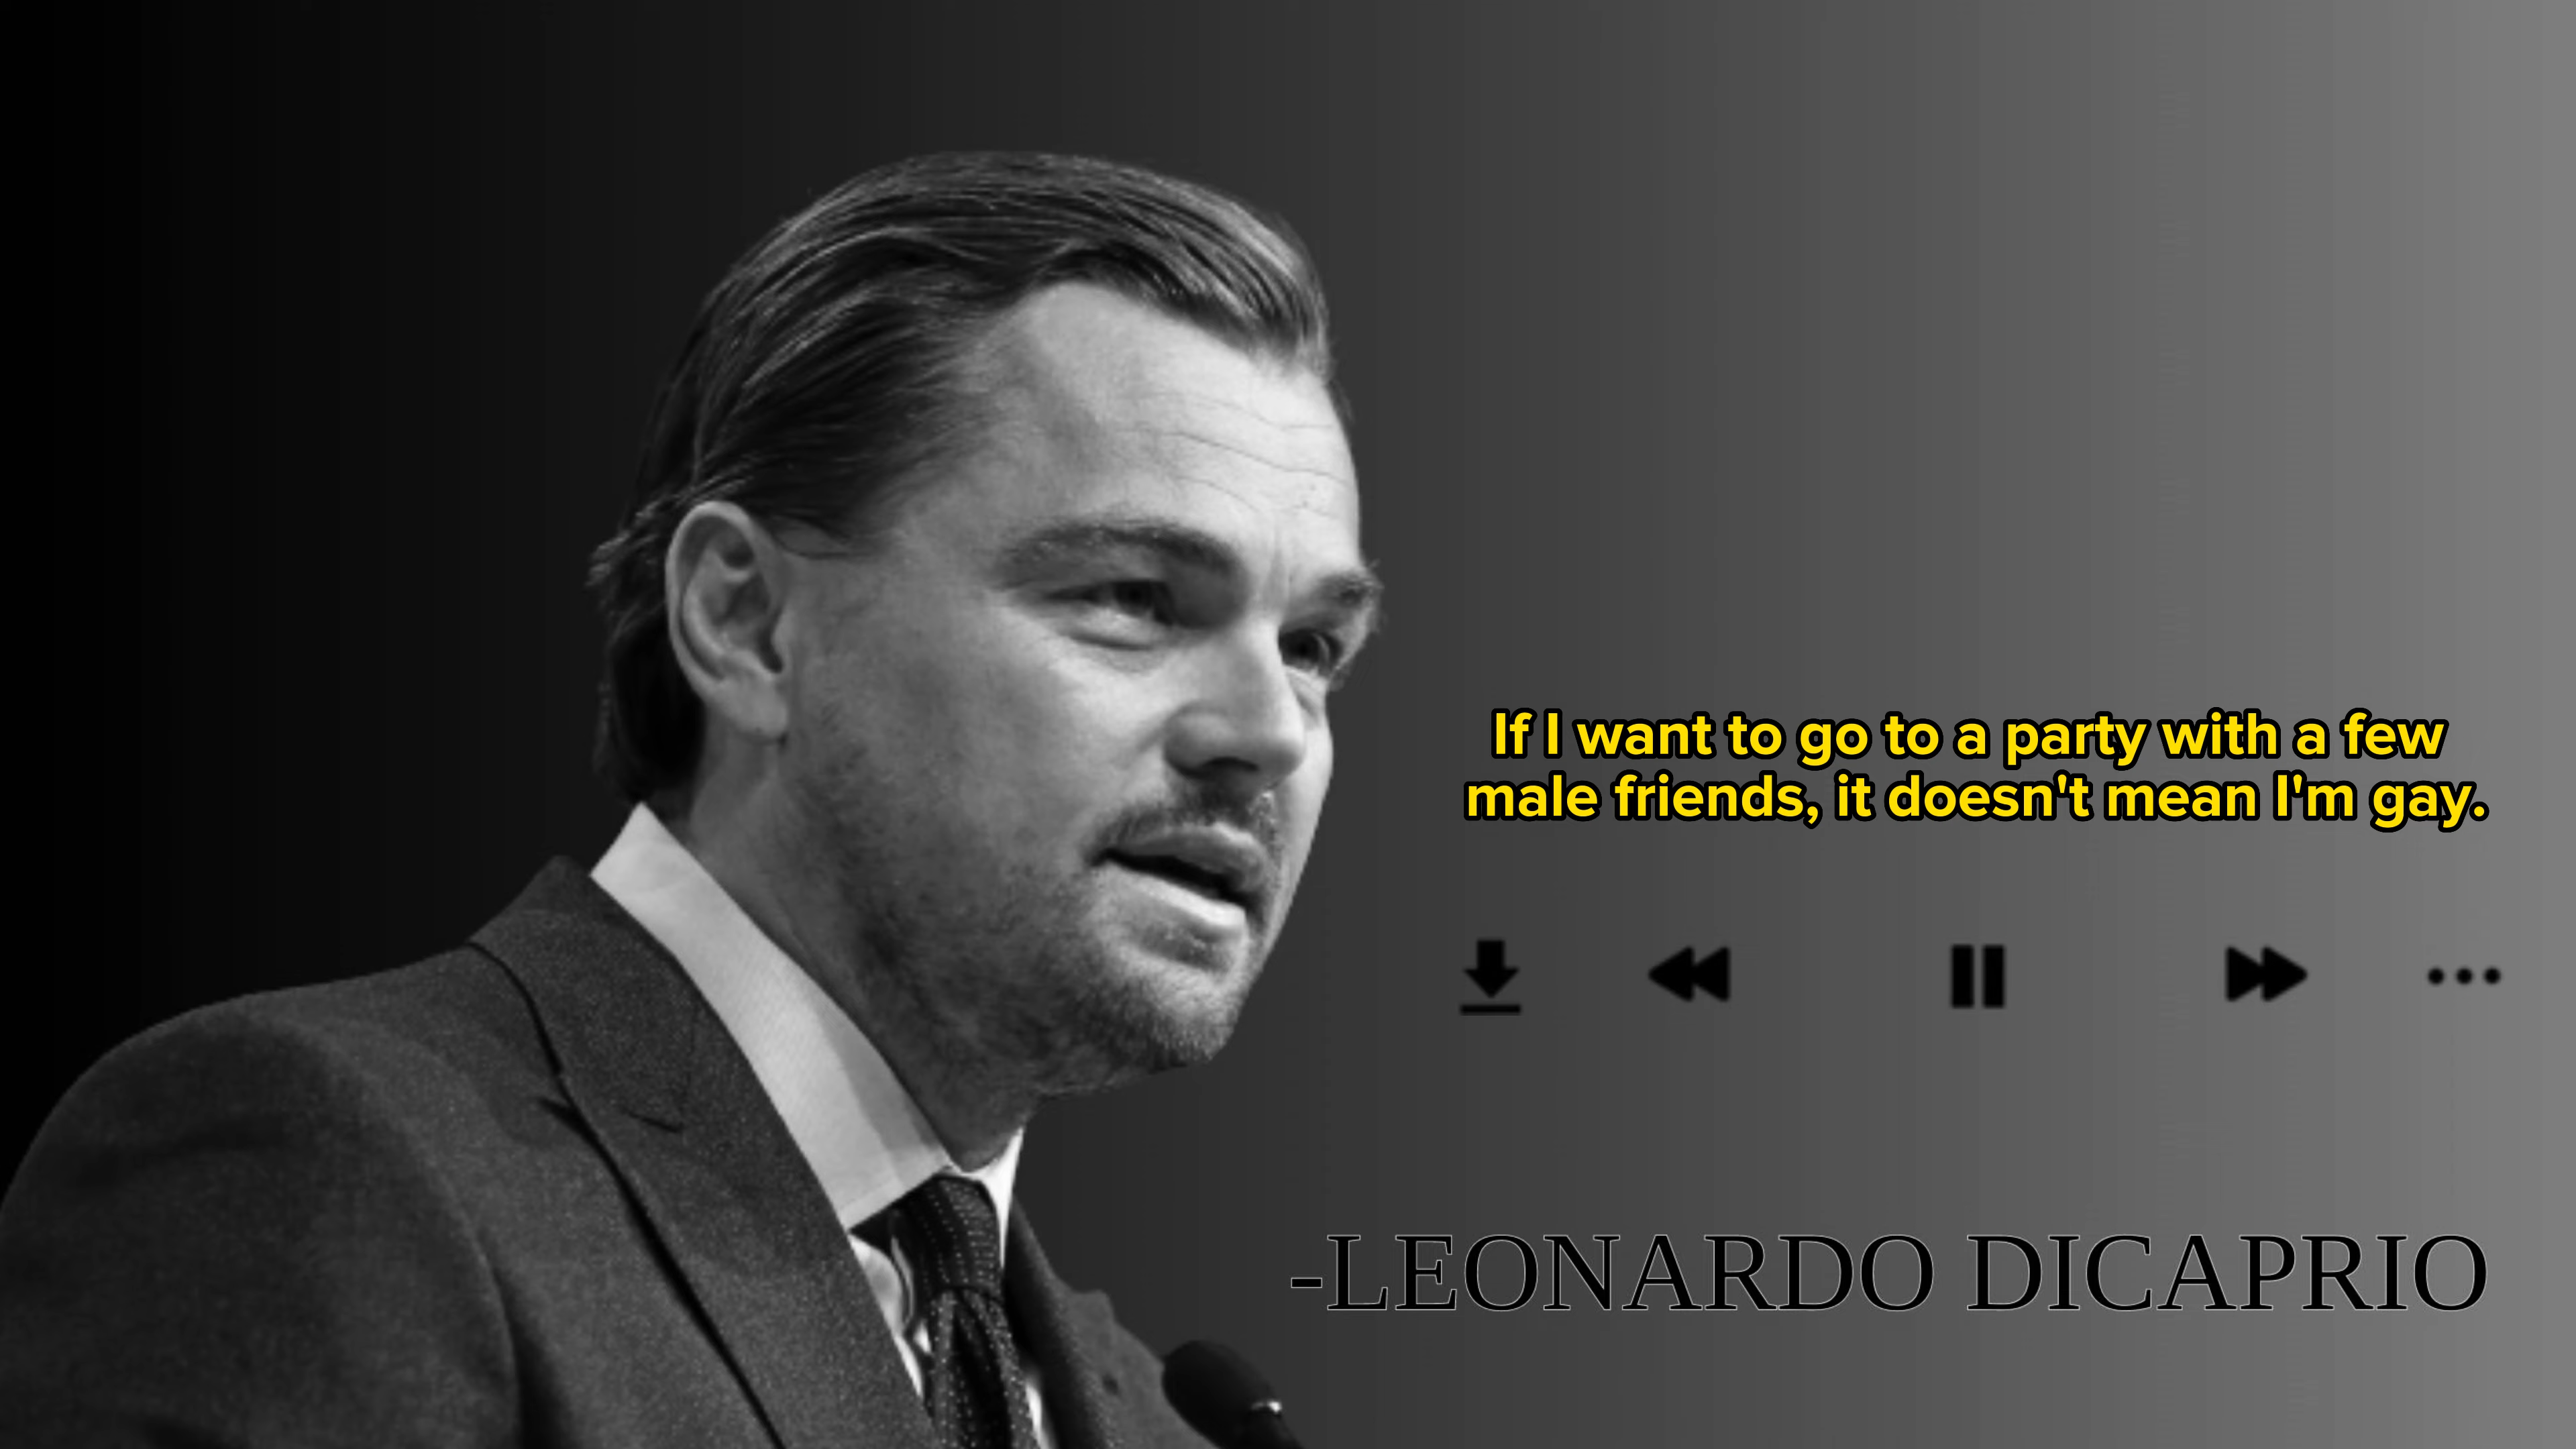 If I want to go to a party with a few
male friends, it doesn't mean I'm gay.
-LEONARDO DICAPRIO